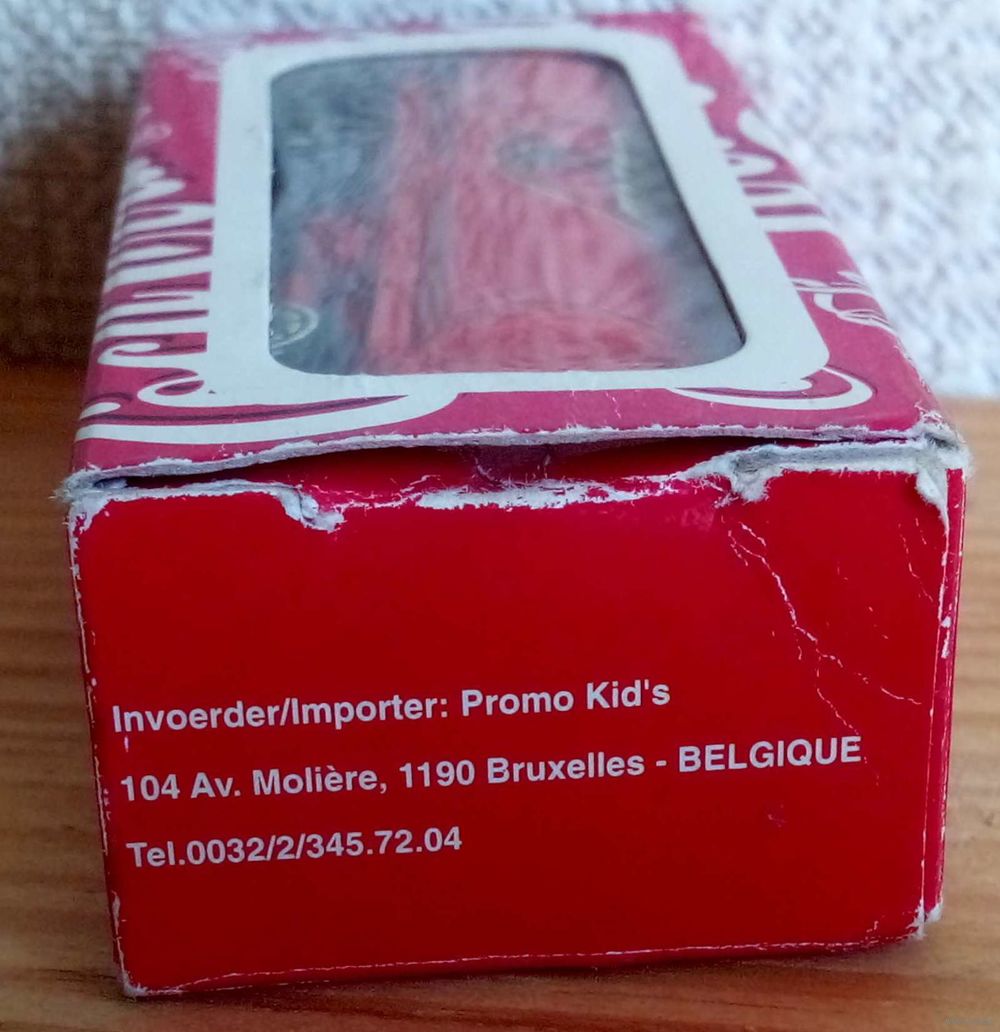 Invoerder/Importer: Promo Kid's
104 Av. Molière, 1190 Bruxelles - BELGIQUE
Tel.0032/2/345.72.04